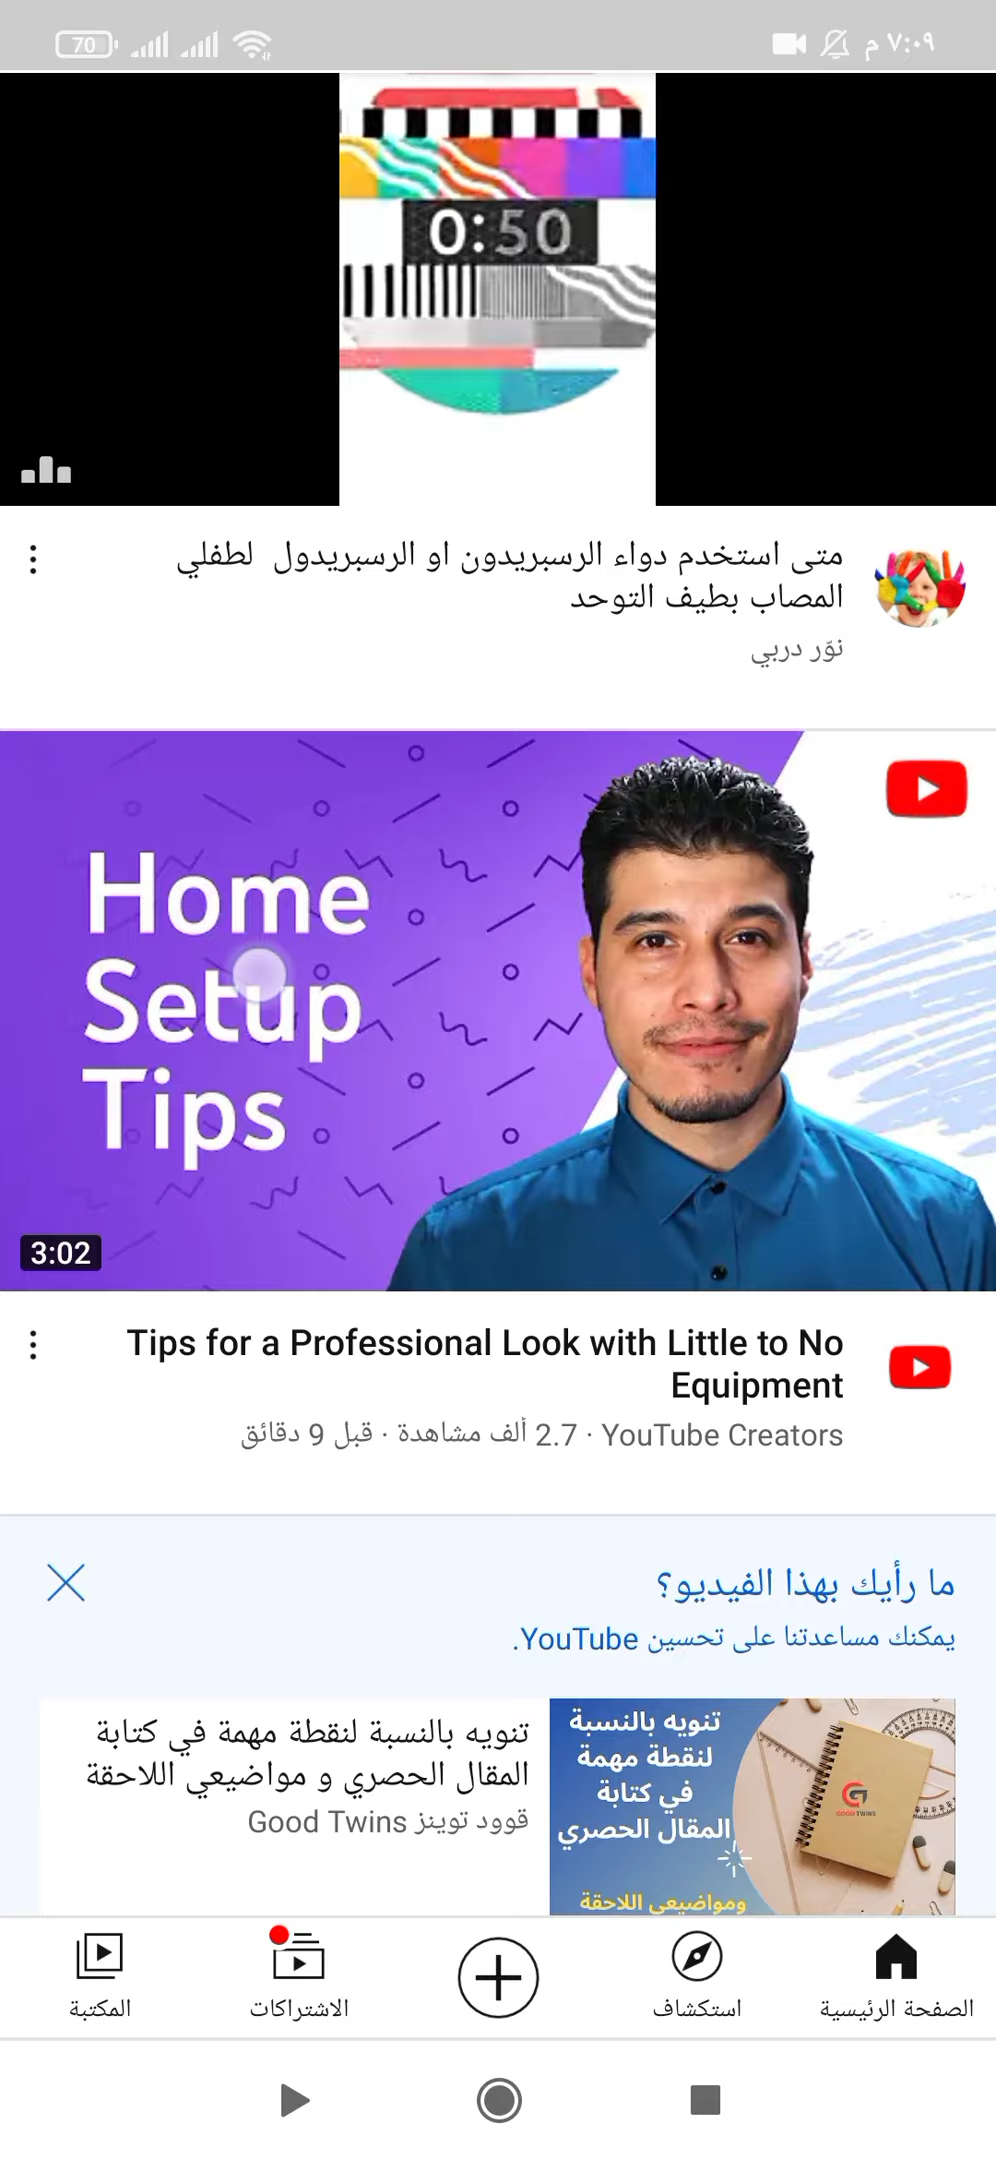 70
٧:٠٩ م
0:50
متى استخدم دواء الرسبريدون او الرسبريدول لطفلي
المصاب بطيف التوحد
نوّر دربي
Home
Setup
Tips
3:02
Tips for a Professional Look with Little to No
Equipment
YouTube Creators · 2.7 ألف مشاهدة · قبل 9 دقائق
ما رأيك بهذا الفيديو؟
يمكنك مساعدتنا على تحسين YouTube.
تنويه بالنسبة
لنقطة مهمة
في كتابة
المقال الحصري
ومواضيعي اللاحقة
GOOD TWINS
تنويه بالنسبة لنقطة مهمة في كتابة
المقال الحصري و مواضيعي اللاحقة
قوود توينز Good Twins
الصفحة الرئيسية
استكشاف
الاشتراكات
المكتبة